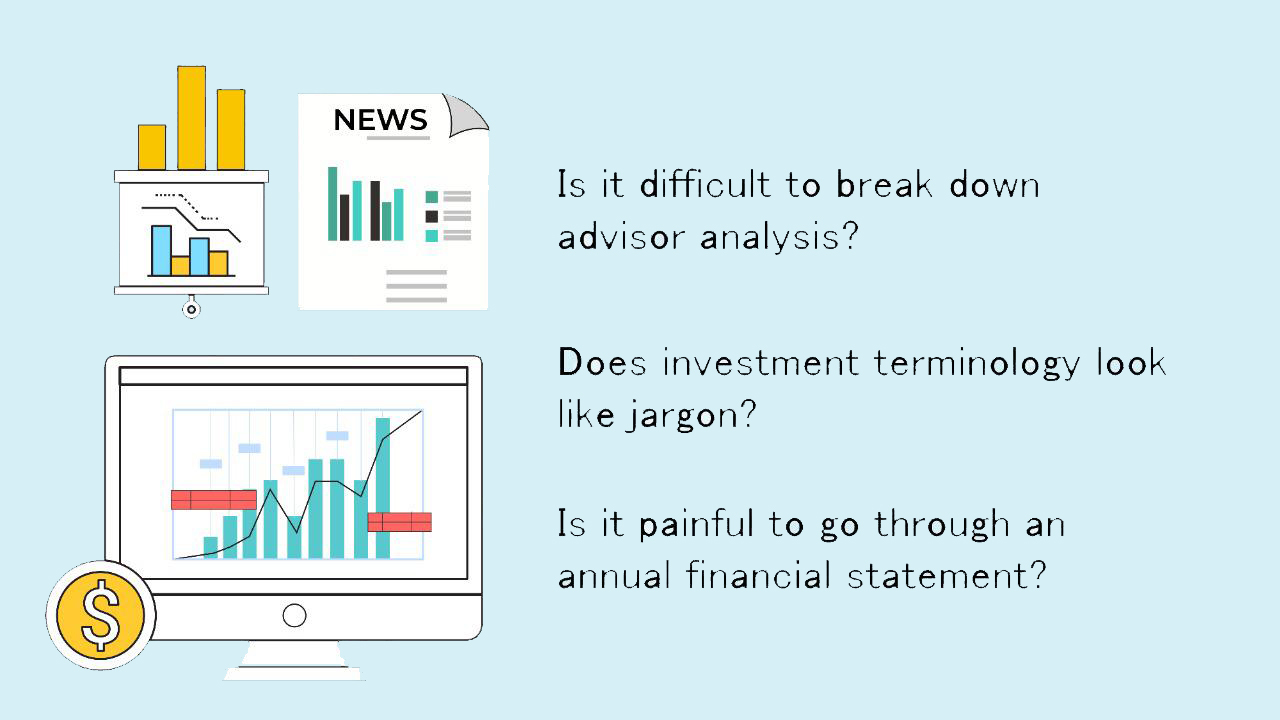 NEWS
Is it difficult to break down
advisor analysis?
Does investment terminology look
like jargon?
Is it painful to go through an
annual financial statement?
$